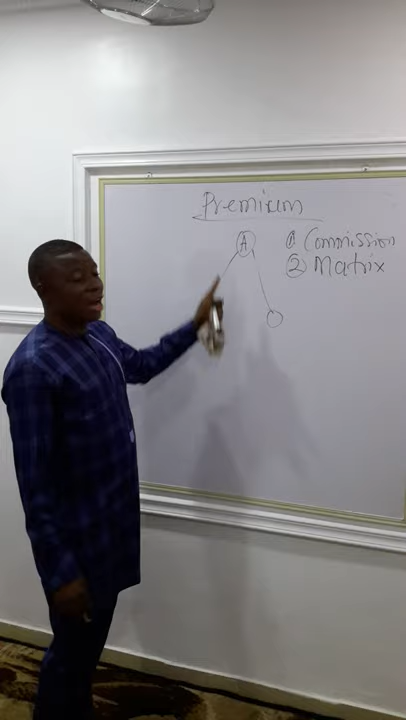 Premium
A
① Commission
② Matrix